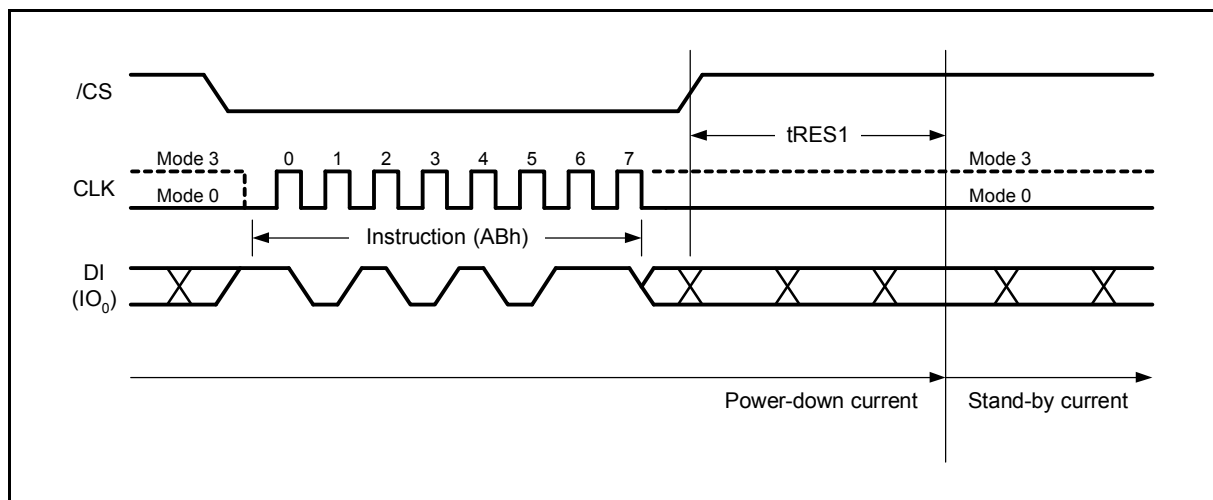 /CS
tRES1
Mode 3 0 1 2 3 4 5 6 7 Mode 3
CLK
Mode 0 Mode 0
Instruction (ABh)
DI
(IO0)
Power-down current Stand-by current